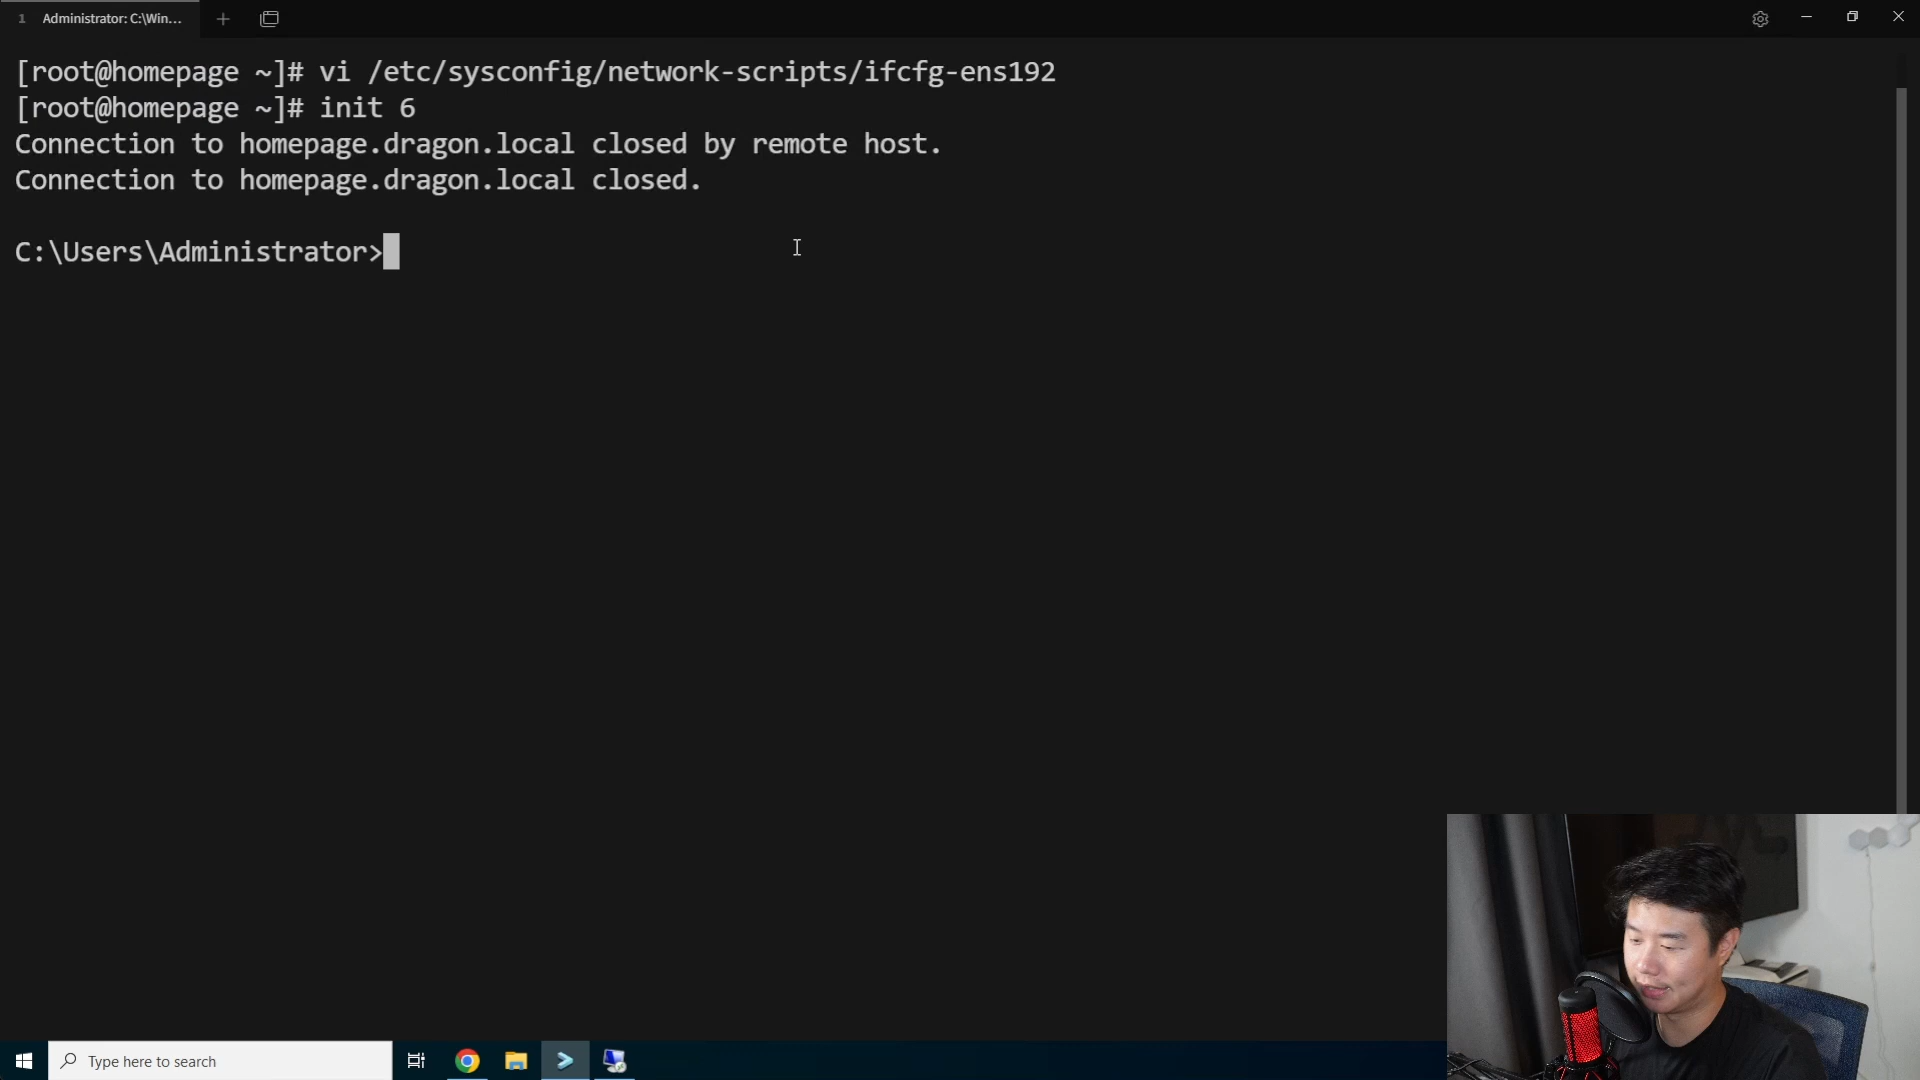 1 Administrator: C:\Win...
[root@homepage ~]# vi /etc/sysconfig/network-scripts/ifcfg-ens192
[root@homepage ~]# init 6
Connection to homepage.dragon.local closed by remote host.
Connection to homepage.dragon.local closed.
C:\Users\Administrator>
Type here to search